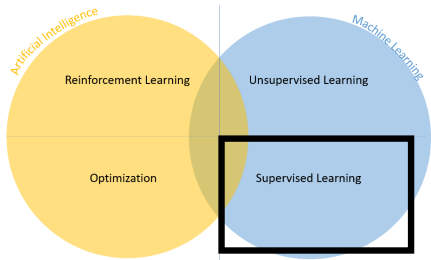 Artificial Intelligence
Machine Learning
Reinforcement Learning
Unsupervised Learning
Optimization
Supervised Learning